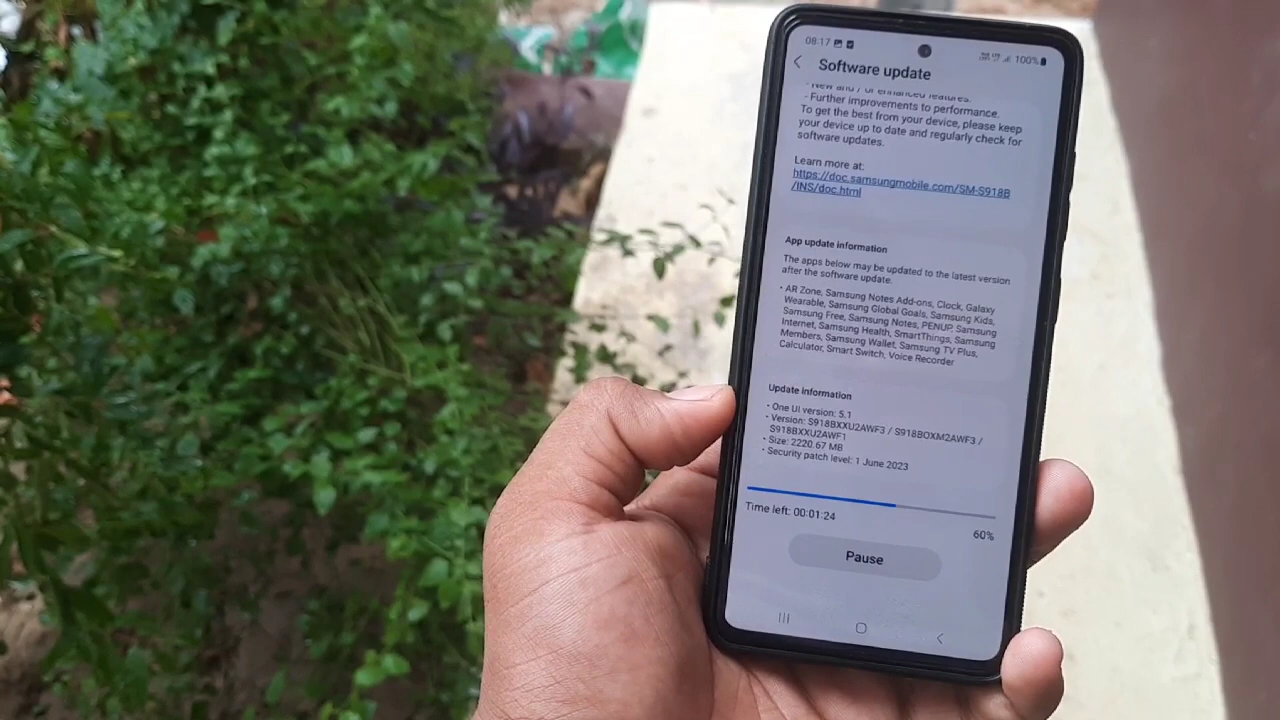 08:17
100%
Software update
- New and / or enhanced features.
- Further improvements to performance.
To get the best from your device, please keep
your device up to date and regularly check for
software updates.
Learn more at:
https://doc.samsungmobile.com/SM-S918B
/INS/doc.html
App update information
The apps below may be updated to the latest version
after the software update.
• AR Zone, Samsung Notes Add-ons, Clock, Galaxy
Wearable, Samsung Global Goals, Samsung Kids,
Samsung Free, Samsung Notes, PENUP, Samsung
Internet, Samsung Health, SmartThings, Samsung
Members, Samsung Wallet, Samsung TV Plus,
Calculator, Smart Switch, Voice Recorder
Update information
• One UI version: 5.1
• Version: S918BXXU2AWF3 / S918BOXM2AWF3 /
S918BXXU2AWF1
• Size: 2220.67 MB
• Security patch level: 1 June 2023
Time left: 00:01:24
60%
Pause